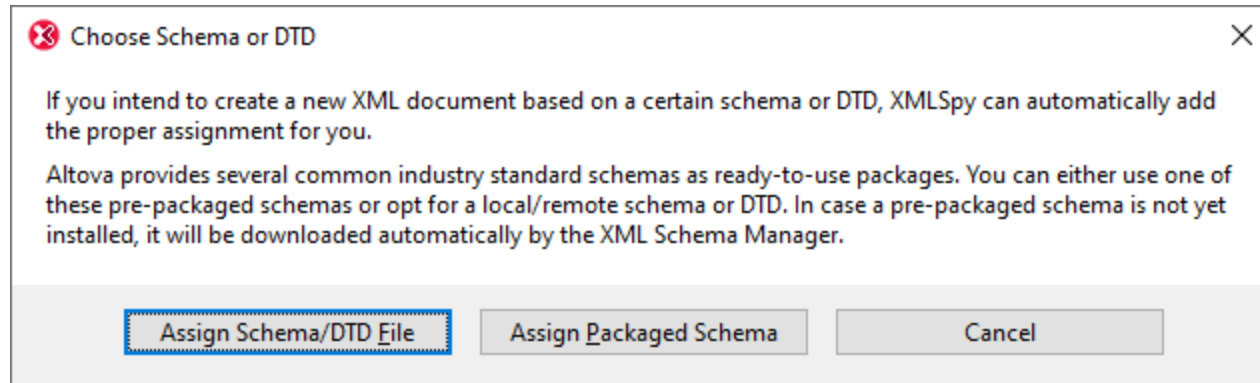 Choose Schema or DTD
If you intend to create a new XML document based on a certain schema or DTD, XMLSpy can automatically add
the proper assignment for you.
Altova provides several common industry standard schemas as ready-to-use packages. You can either use one of
these pre-packaged schemas or opt for a local/remote schema or DTD. In case a pre-packaged schema is not yet
installed, it will be downloaded automatically by the XML Schema Manager.
Assign Schema/DTD File
Assign Packaged Schema
Cancel